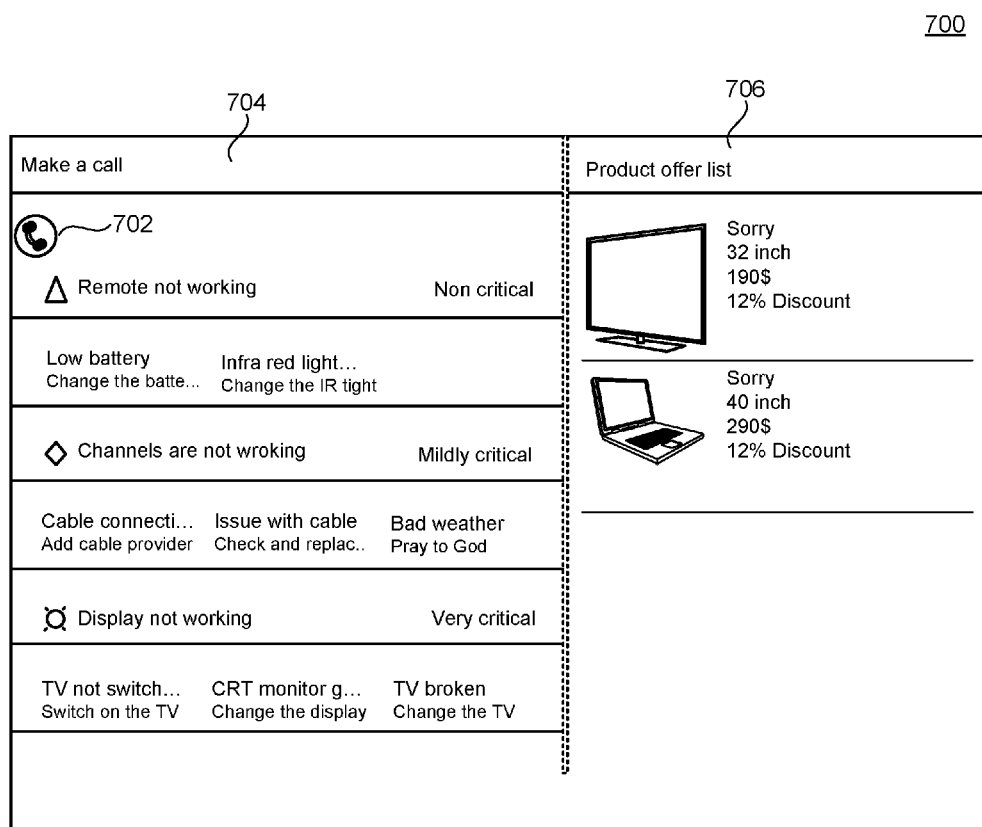 700
704
706
Make a call
Product offer list
702
Remote not working Non critical
Low battery Infra red light...
Change the batte... Change the IR tight
Channels are not wroking Mildly critical
Cable connecti... Issue with cable Bad weather
Add cable provider Check and replac.. Pray to God
Display not working Very critical
TV not switch... CRT monitor g... TV broken
Switch on the TV Change the display Change the TV
Sorry
32 inch
190$
12% Discount
Sorry
40 inch
290$
12% Discount